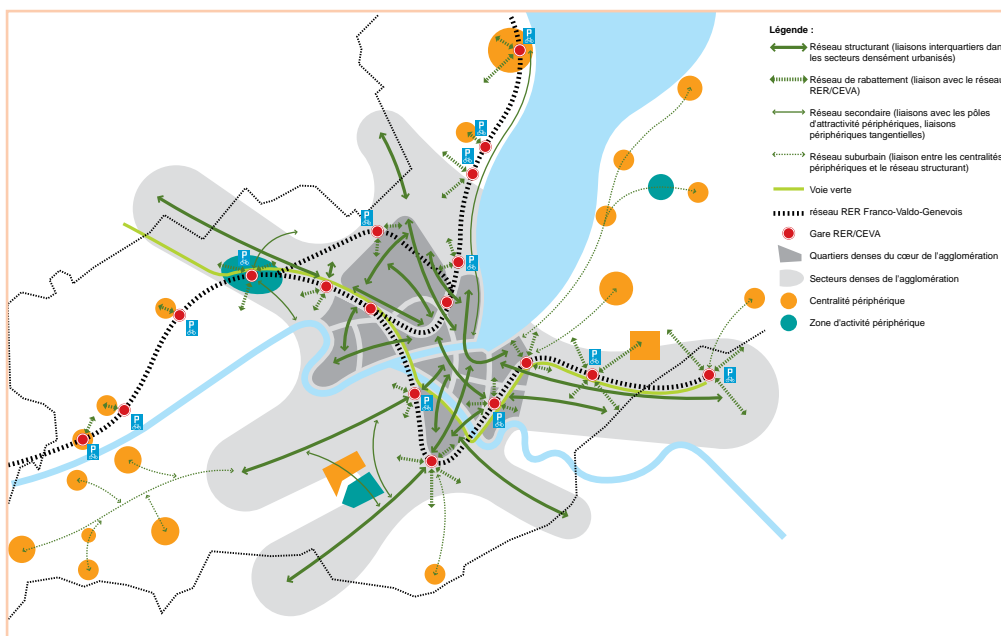 Légende :
Réseau structurant (liaisons interquartiers dan
les secteurs densément urbanisés)
Réseau de rabattement (liaison avec le réseau
RER/CEVA)
Réseau secondaire (liaisons avec les pôles
d'attractivité périphériques, liaisons
périphériques tangentielles)
Réseau suburbain (liaison entre les centralités
périphériques et le réseau structurant)
Voie verte
réseau RER Franco-Valdo-Genevois
Gare RER/CEVA
Quartiers denses du cœur de l'agglomération
Secteurs denses de l'agglomération
Centralité périphérique
Zone d'activité périphérique
P
P
P
P
P
P
P
P
P
P
P
P
P